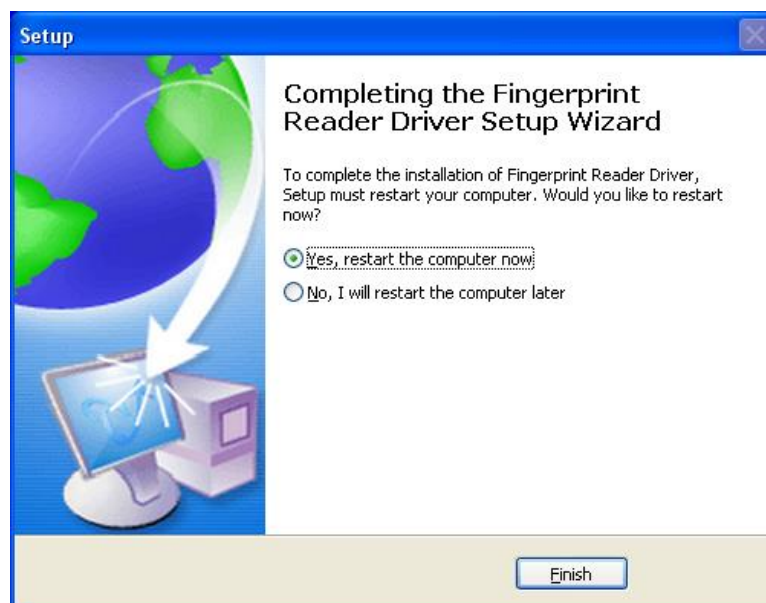 Setup
Completing the Fingerprint
Reader Driver Setup Wizard
To complete the installation of Fingerprint Reader Driver,
Setup must restart your computer. Would you like to restart
now?
Yes, restart the computer now
No, I will restart the computer later
Finish